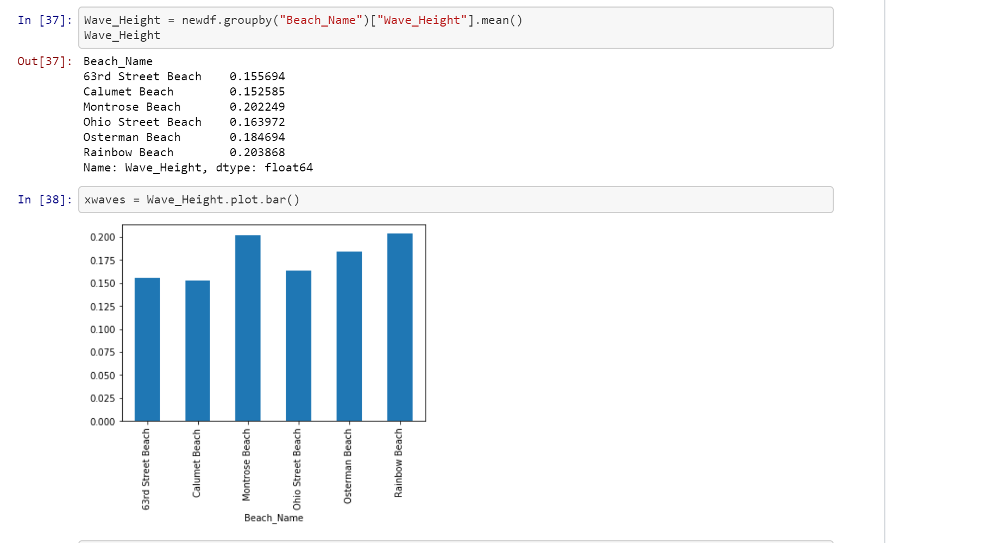 In [37]: Wave_Height = newdf.groupby("Beach_Name")["Wave_Height"].mean()
Wave_Height
Out[37]: Beach_Name
63rd Street Beach    0.155694
Calumet Beach        0.152585
Montrose Beach       0.202249
Ohio Street Beach    0.163972
Osterman Beach       0.184694
Rainbow Beach        0.203868
Name: Wave_Height, dtype: float64
In [38]: xwaves = Wave_Height.plot.bar()
0.200
0.175
0.150
0.125
0.100
0.075
0.050
0.025
0.000
63rd Street Beach
Calumet Beach
Montrose Beach
Ohio Street Beach
Osterman Beach
Rainbow Beach
Beach_Name